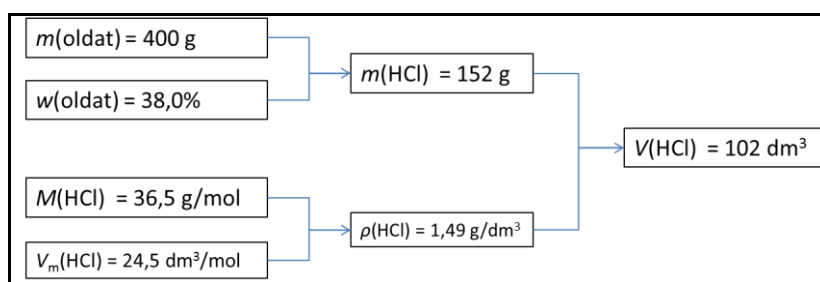 m(oldat) = 400 g
w(oldat) = 38,0%
m(HCl) = 152 g
V(HCl) = 102 dm³
M(HCl) = 36,5 g/mol
Vₘ(HCl) = 24,5 dm³/mol
ρ(HCl) = 1,49 g/dm³